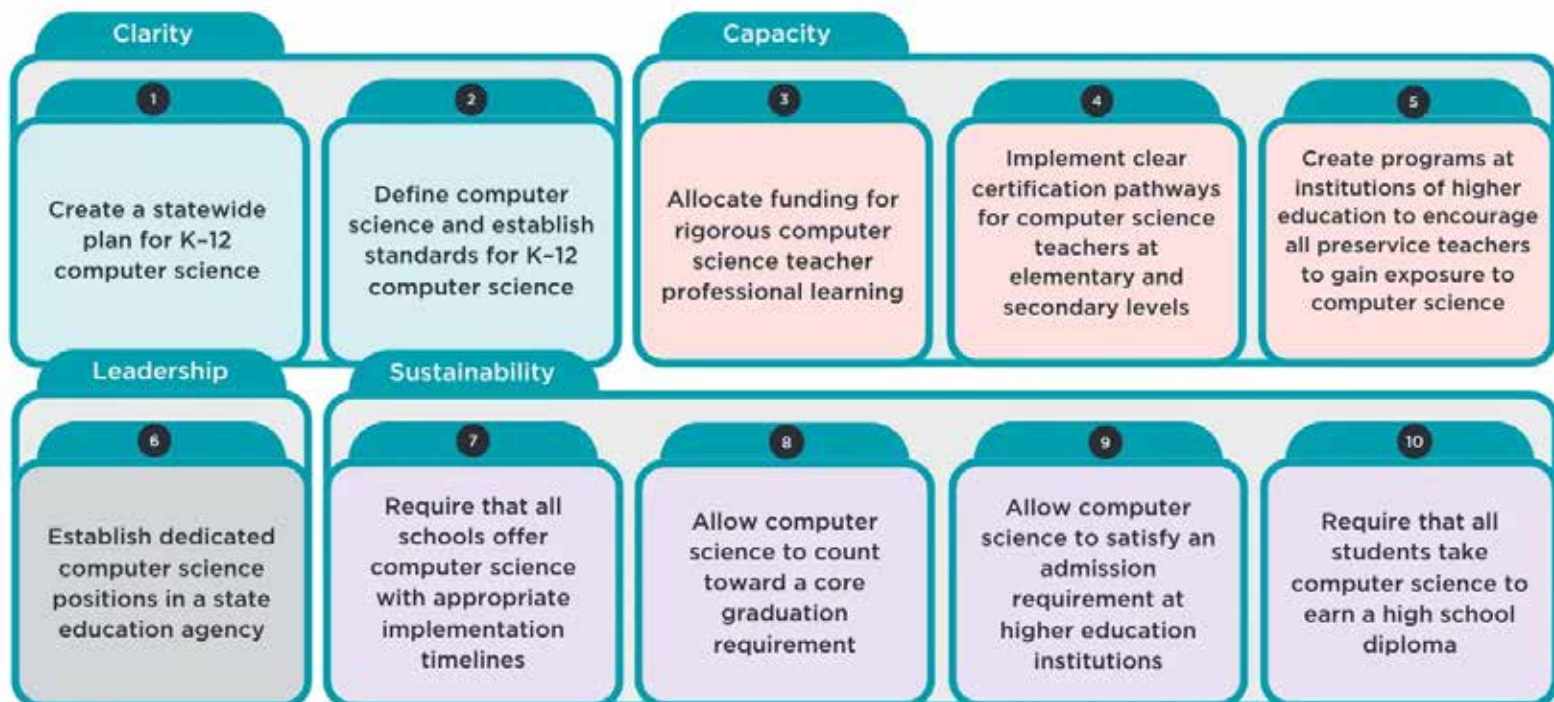 Clarity
1
Create a statewide
plan for K–12
computer science
2
Define computer
science and establish
standards for K–12
computer science
Capacity
3
Allocate funding for
rigorous computer
science teacher
professional learning
4
Implement clear
certification pathways
for computer science
teachers at
elementary and
secondary levels
5
Create programs at
institutions of higher
education to encourage
all preservice teachers
to gain exposure to
computer science
Leadership
6
Establish dedicated
computer science
positions in a state
education agency
Sustainability
7
Require that all
schools offer
computer science
with appropriate
implementation
timelines
8
Allow computer
science to count
toward a core
graduation
requirement
9
Allow computer
science to satisfy an
admission
requirement at
higher education
institutions
10
Require that all
students take
computer science to
earn a high school
diploma